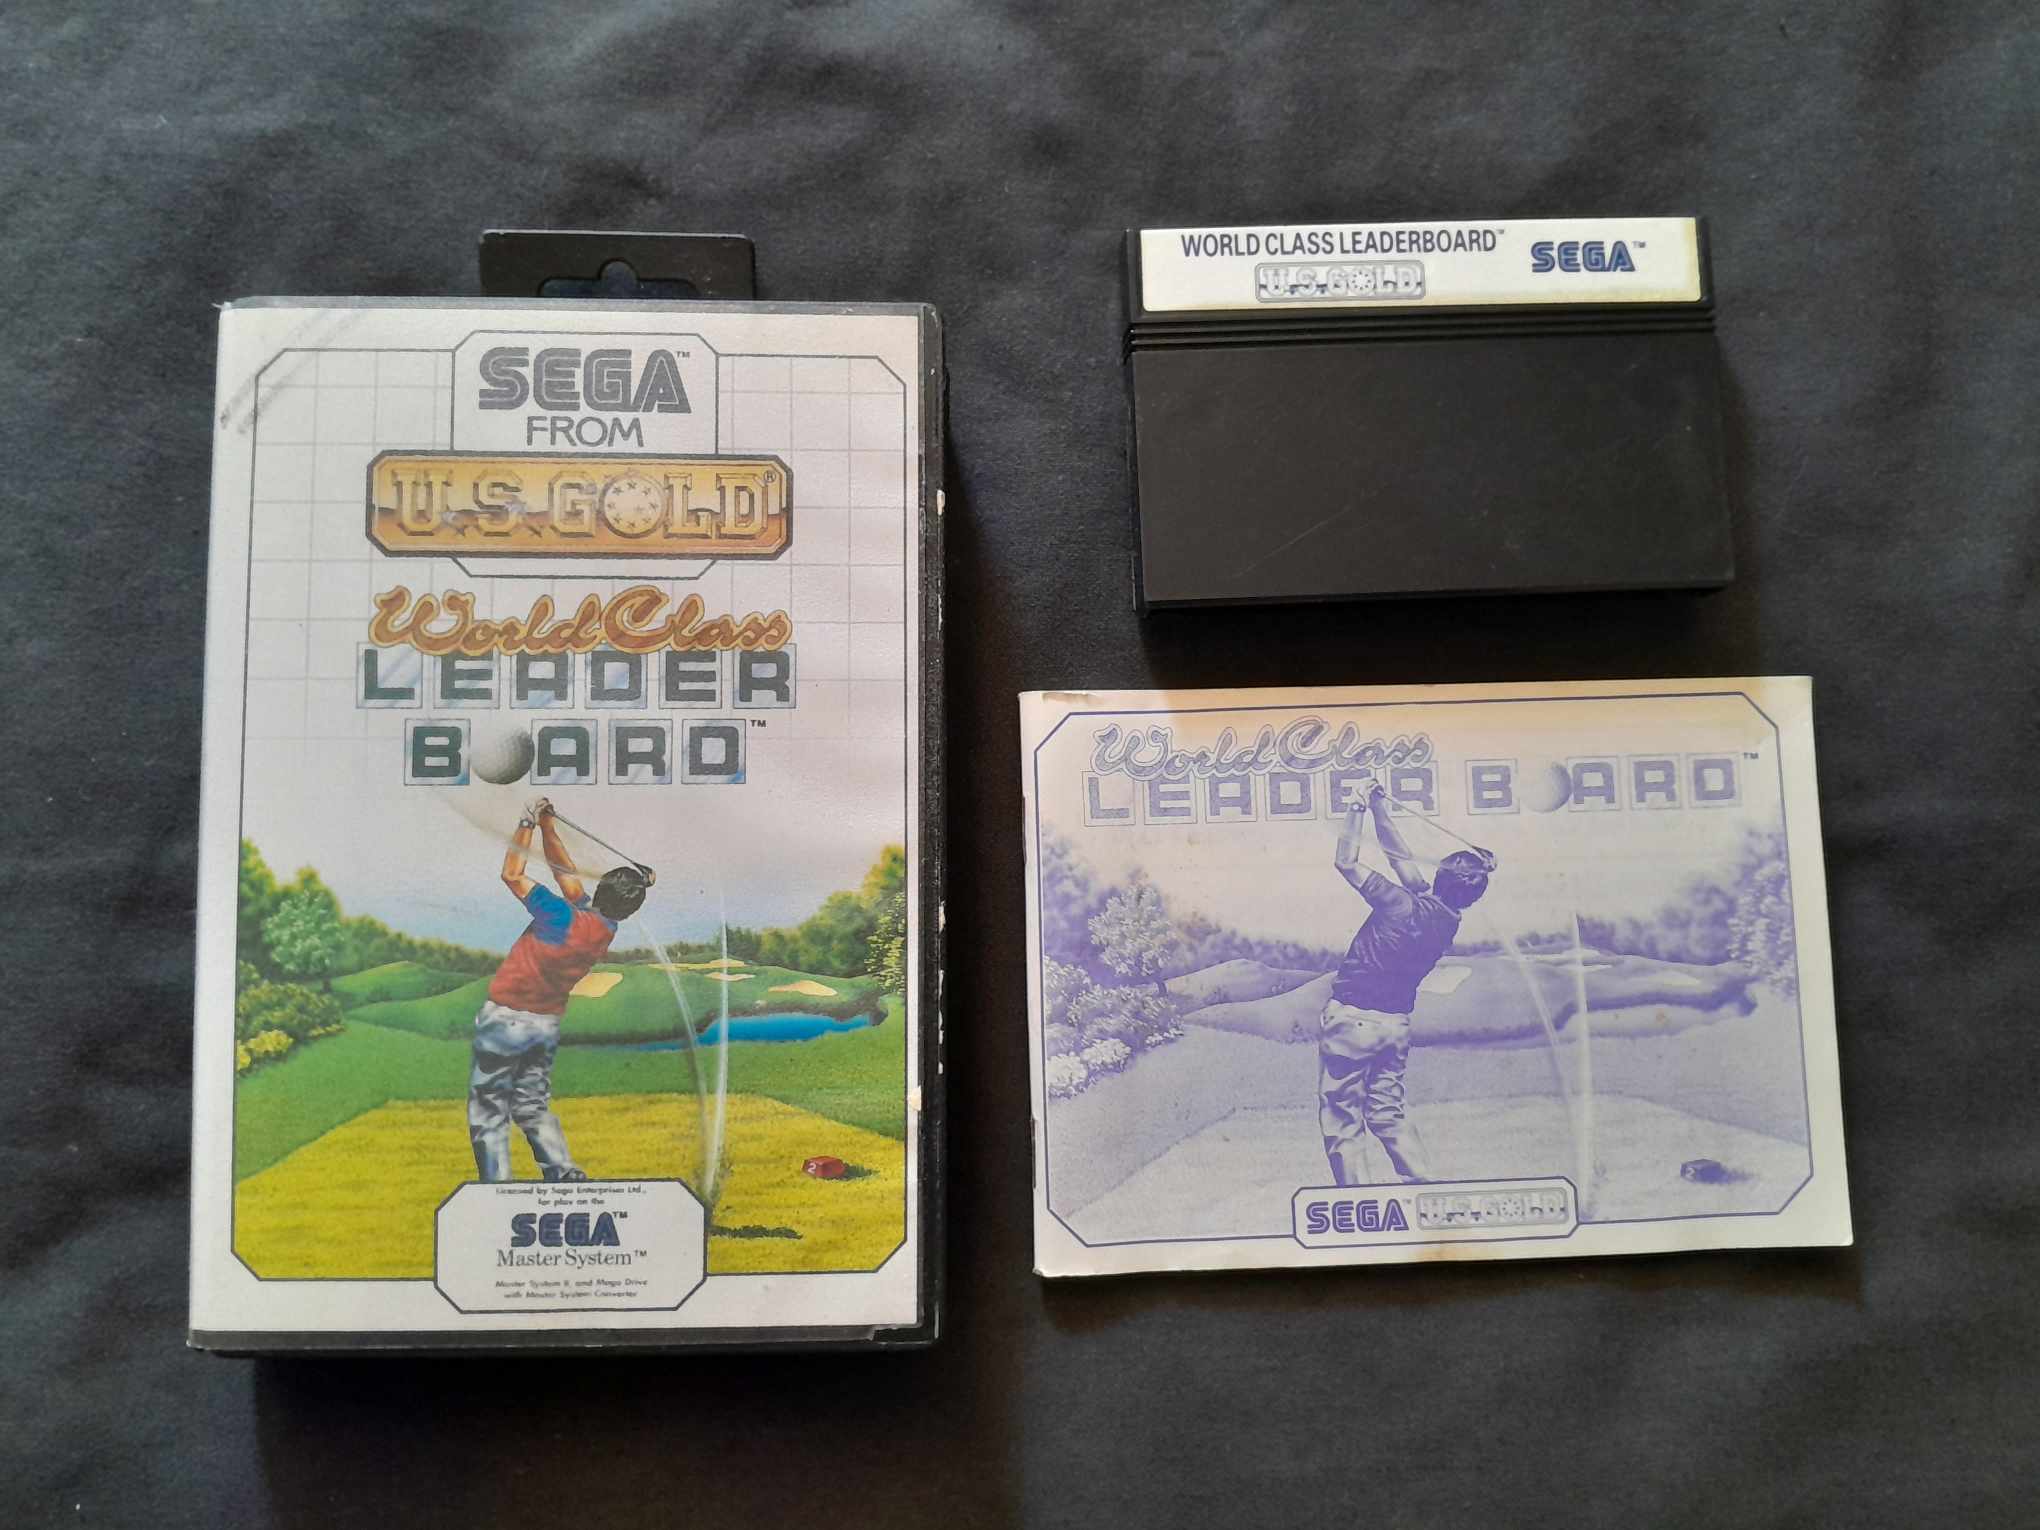 SEGA™
FROM
U.S. GOLD®
World Class
LEADER
BOARD™
2
Licensed by Sega Enterprises Ltd.,
for play on the
SEGA™
Master System™
Master System II, and Mega Drive
with Master System Converter
WORLD CLASS LEADERBOARD™
U.S. GOLD
SEGA™
World Class
LEADER BOARD™
2
SEGA™ U.S. GOLD